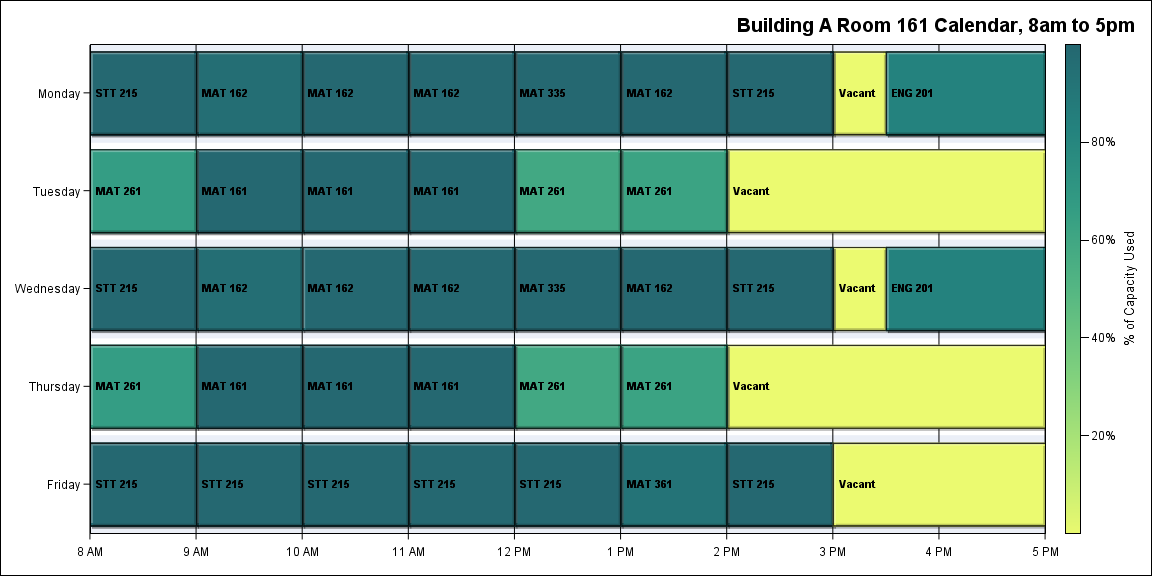 Building A Room 161 Calendar, 8am to 5pm
Monday
STT 215
MAT 162
MAT 162
MAT 162
MAT 335
MAT 162
STT 215
Vacant
ENG 201
Tuesday
MAT 261
MAT 161
MAT 161
MAT 161
MAT 261
MAT 261
Vacant
Wednesday
STT 215
MAT 162
MAT 162
MAT 162
MAT 335
MAT 162
STT 215
Vacant
ENG 201
Thursday
MAT 261
MAT 161
MAT 161
MAT 161
MAT 261
MAT 261
Vacant
Friday
STT 215
STT 215
STT 215
STT 215
STT 215
MAT 361
STT 215
Vacant
8 AM
9 AM
10 AM
11 AM
12 PM
1 PM
2 PM
3 PM
4 PM
5 PM
80%
60%
40%
20%
% of Capacity Used